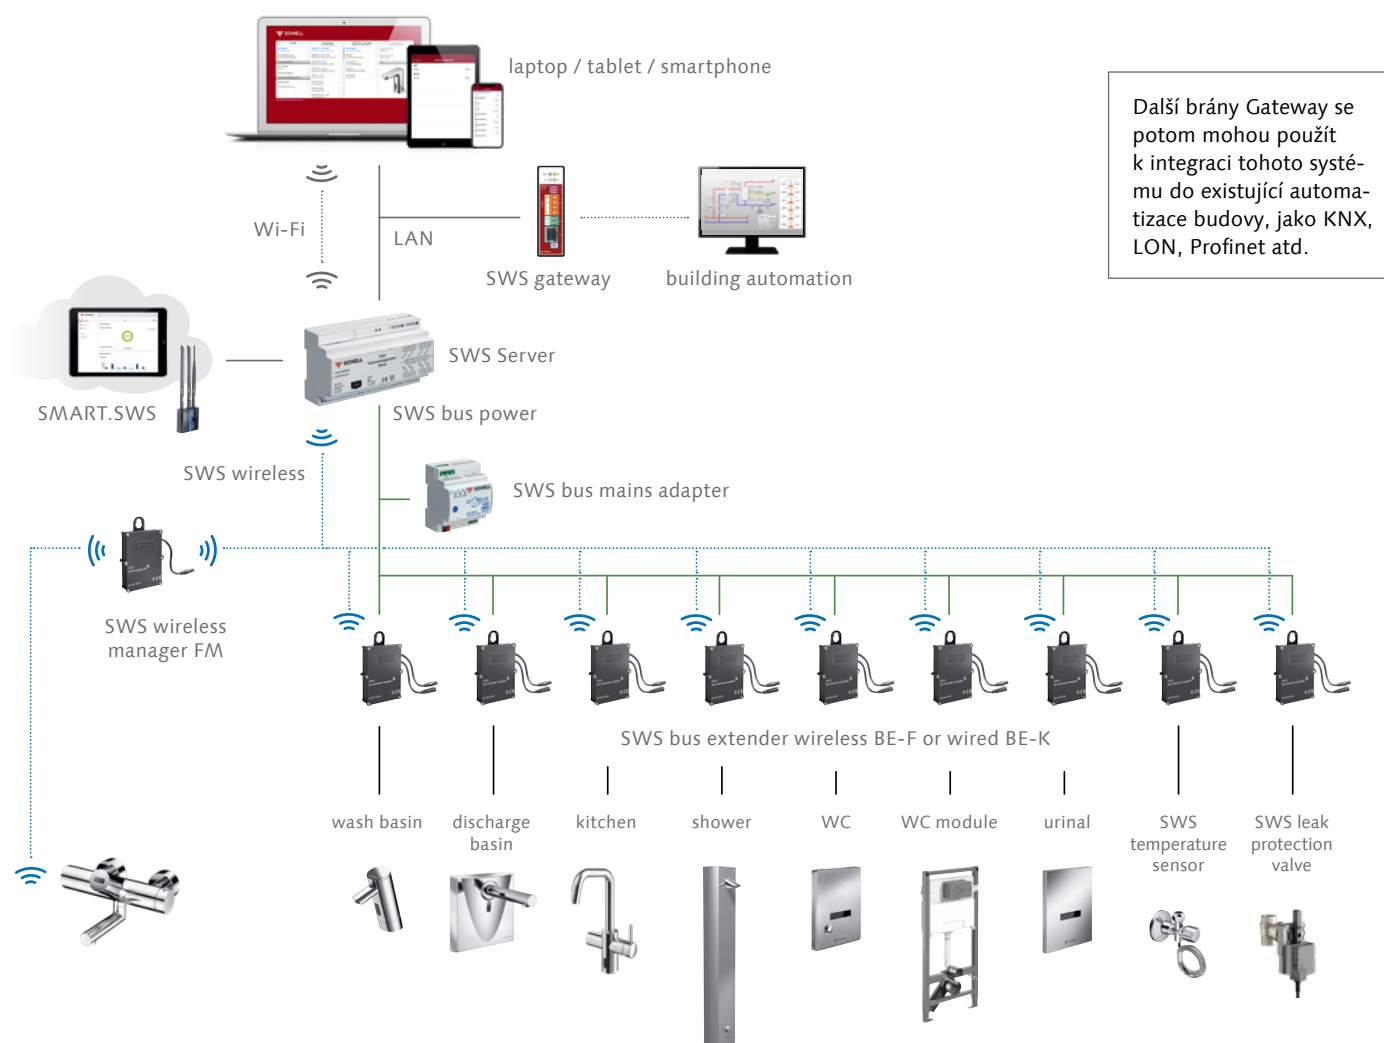 SCHELL
laptop / tablet / smartphone
Další brány Gateway se
potom mohou použít
k integraci tohoto systé-
mu do existující automa-
tizace budovy, jako KNX,
LON, Profinet atd.
Wi-Fi
LAN
SWS gateway
building automation
SCHELL
SWS Server
SMART.SWS
SWS bus power
SWS wireless
SWS bus mains adapter
SWS wireless
manager FM
SWS bus extender wireless BE-F or wired BE-K
wash basin
discharge
basin
kitchen
shower
WC
WC module
urinal
SWS
temperature
sensor
SWS leak
protection
valve